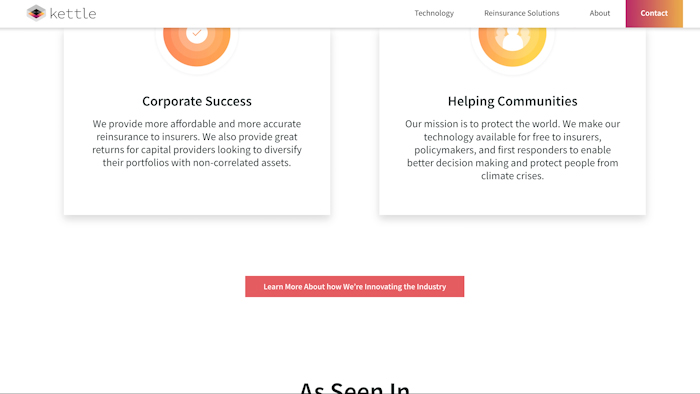 kettle
Technology
Reinsurance Solutions
About
Contact
Corporate Success
We provide more affordable and more accurate
reinsurance to insurers. We also provide great
returns for capital providers looking to diversify
their portfolios with non-correlated assets.
Helping Communities
Our mission is to protect the world. We make our
technology available for free to insurers,
policymakers, and first responders to enable
better decision making and protect people from
climate crises.
Learn More About how We're Innovating the Industry
As Seen In